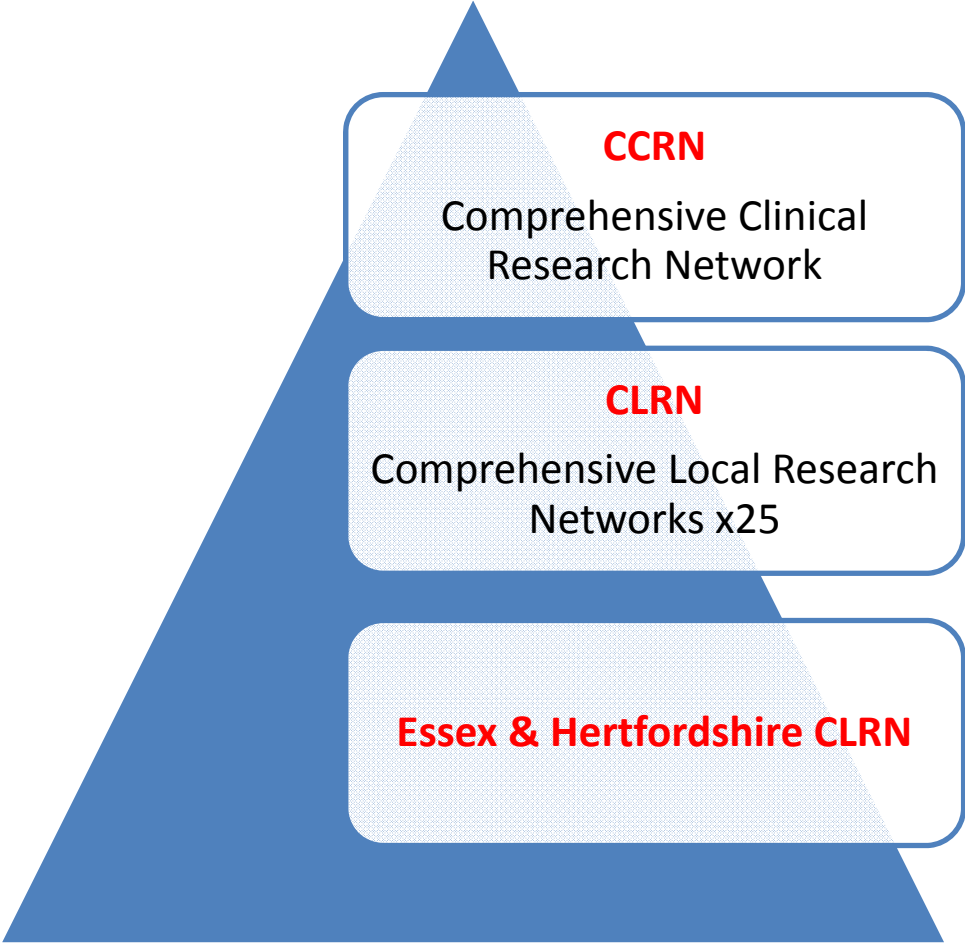 CCRN
Comprehensive Clinical
Research Network
CLRN
Comprehensive Local Research
Networks x25
Essex & Hertfordshire CLRN